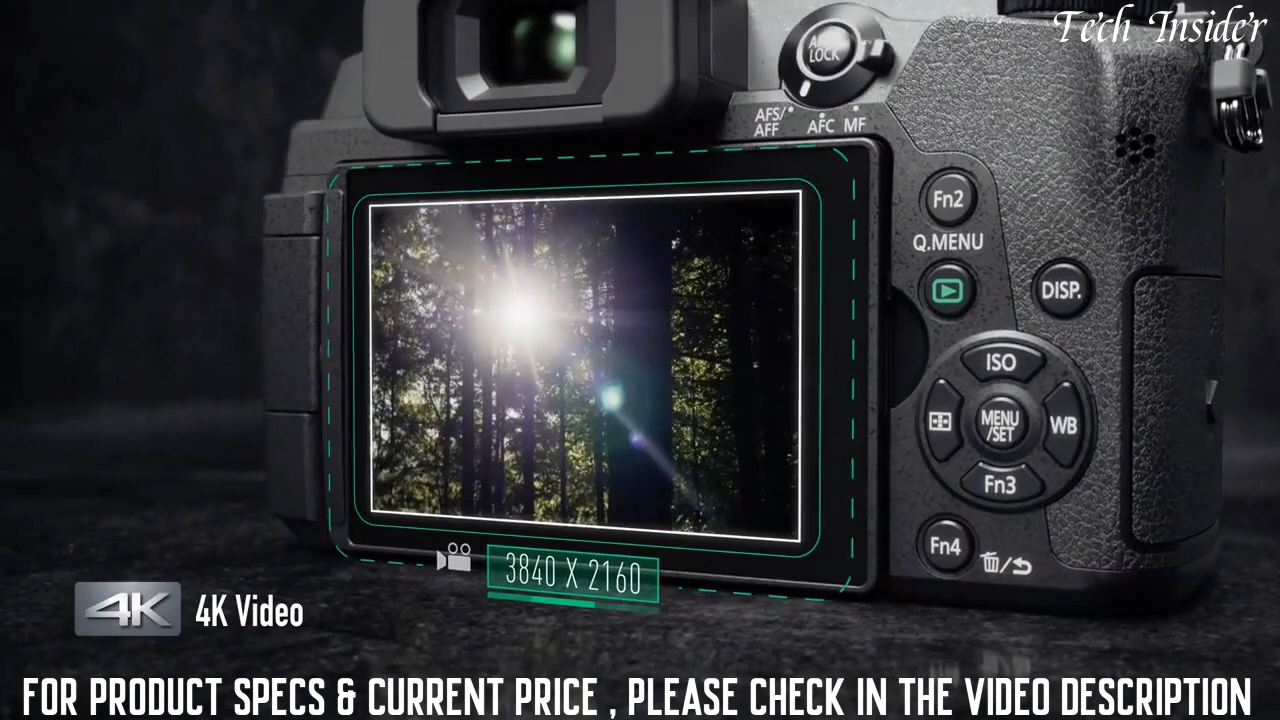 Tech Insider
AF/AE
LOCK
AFS/
AFF
AFC
MF
Fn2
Q.MENU
DISP.
ISO
MENU
/SET
WB
Fn3
Fn4
3840 X 2160
4K
4K Video
FOR PRODUCT SPECS & CURRENT PRICE , PLEASE CHECK IN THE VIDEO DESCRIPTION